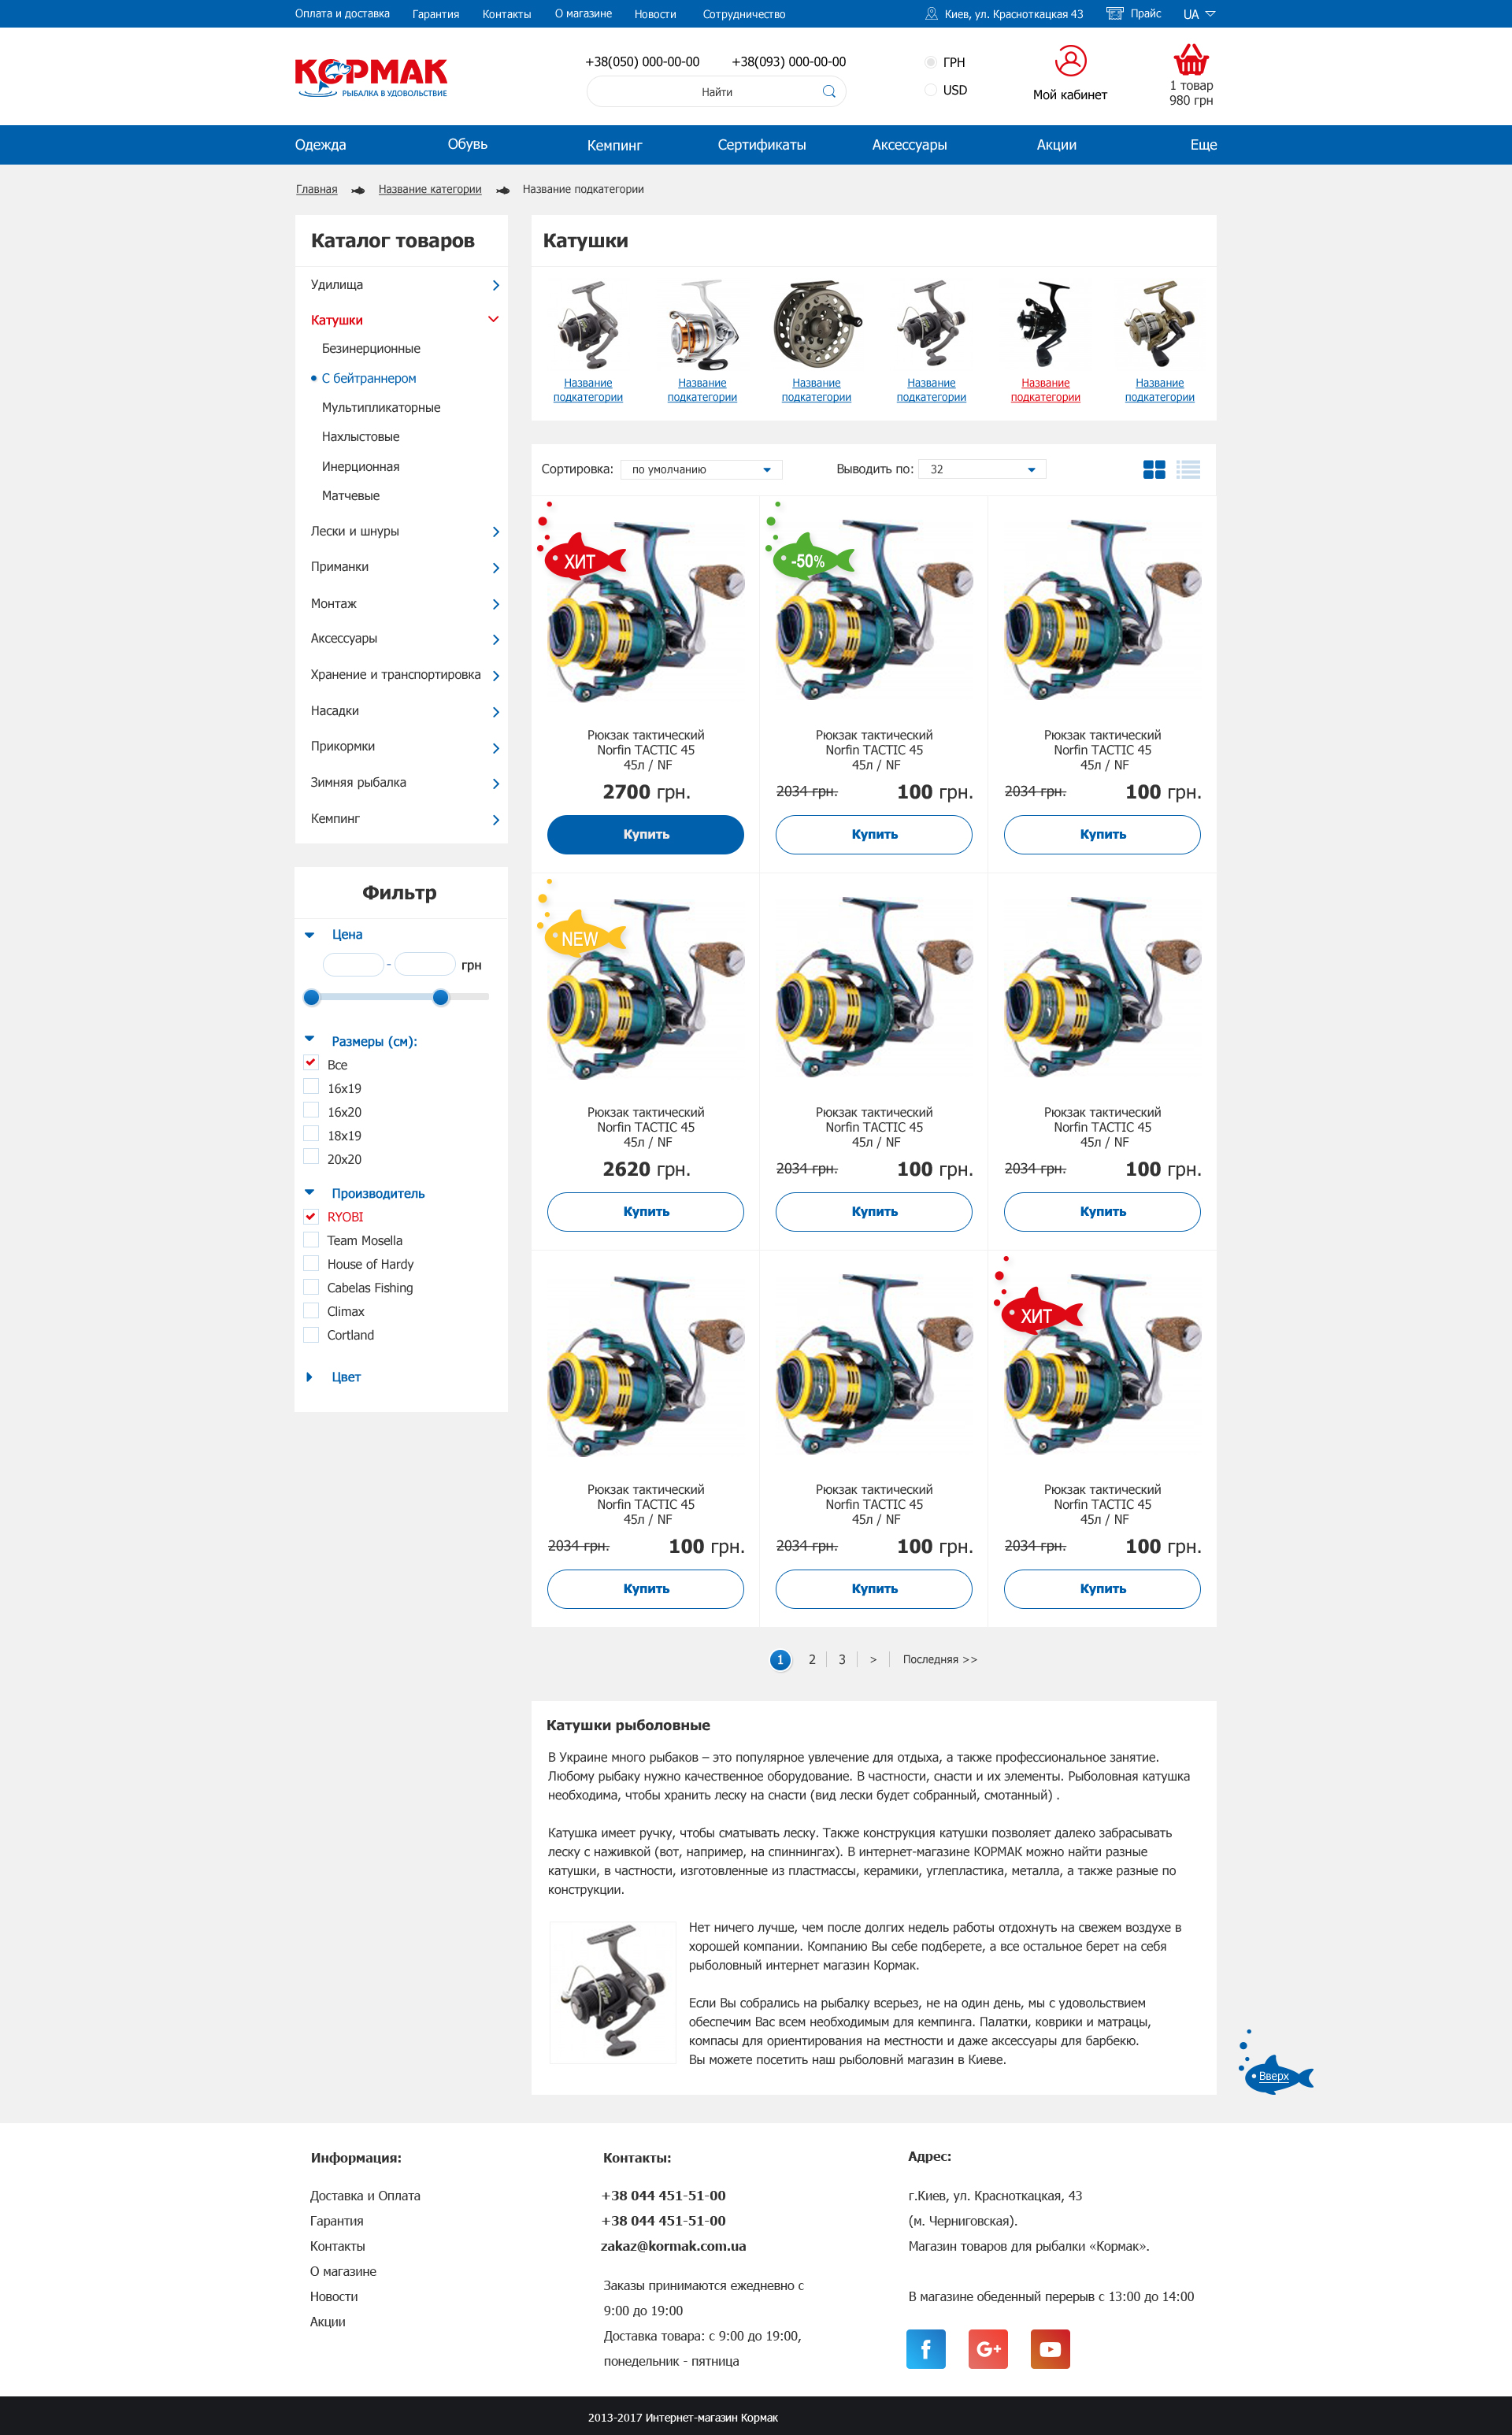 Оплата и доставка Гарантия Контакты О магазине Новости Сотрудничество Киев, ул. Красноткацкая 43 Прайс UA
КОРМАК
РЫБАЛКА В УДОВОЛЬСТВИЕ
+38(050) 000-00-00 +38(093) 000-00-00
Найти
ГРН
USD
Мой кабинет
1 товар
980 грн
Одежда Обувь Кемпинг Сертификаты Аксессуары Акции Еще
Главная Название категории Название подкатегории
Каталог товаров
Удилища
Катушки
Безинерционные
С бейтраннером
Мультипликаторные
Нахлыстовые
Инерционная
Матчевые
Лески и шнуры
Приманки
Монтаж
Аксессуары
Хранение и транспортировка
Насадки
Прикормки
Зимняя рыбалка
Кемпинг
Фильтр
Цена
- грн
Размеры (см):
Все
16x19
16x20
18x19
20x20
Производитель
RYOBI
Team Mosella
House of Hardy
Cabelas Fishing
Climax
Cortland
Цвет
Катушки
Название Название Название Название Название Название
подкатегории подкатегории подкатегории подкатегории подкатегории подкатегории
Сортировка: по умолчанию Выводить по: 32
ХИТ -50%
Рюкзак тактический Рюкзак тактический Рюкзак тактический
Norfin TACTIC 45 Norfin TACTIC 45 Norfin TACTIC 45
45л / NF 45л / NF 45л / NF
2700 грн. 2034 грн. 100 грн. 2034 грн. 100 грн.
Купить Купить Купить
NEW
Рюкзак тактический Рюкзак тактический Рюкзак тактический
Norfin TACTIC 45 Norfin TACTIC 45 Norfin TACTIC 45
45л / NF 45л / NF 45л / NF
2620 грн. 2034 грн. 100 грн. 2034 грн. 100 грн.
Купить Купить Купить
ХИТ
Рюкзак тактический Рюкзак тактический Рюкзак тактический
Norfin TACTIC 45 Norfin TACTIC 45 Norfin TACTIC 45
45л / NF 45л / NF 45л / NF
2034 грн. 100 грн. 2034 грн. 100 грн. 2034 грн. 100 грн.
Купить Купить Купить
1 2 3 > Последняя >>
Катушки рыболовные
В Украине много рыбаков – это популярное увлечение для отдыха, а также профессиональное занятие.
Любому рыбаку нужно качественное оборудование. В частности, снасти и их элементы. Рыболовная катушка
необходима, чтобы хранить леску на снасти (вид лески будет собранный, смотанный) .
Катушка имеет ручку, чтобы сматывать леску. Также конструкция катушки позволяет далеко забрасывать
леску с наживкой (вот, например, на спиннингах). В интернет-магазине КОРМАК можно найти разные
катушки, в частности, изготовленные из пластмассы, керамики, углепластика, металла, а также разные по
конструкции.
Нет ничего лучше, чем после долгих недель работы отдохнуть на свежем воздухе в
хорошей компании. Компанию Вы себе подберете, а все остальное берет на себя
рыболовный интернет магазин Кормак.
Если Вы собрались на рыбалку всерьез, не на один день, мы с удовольствием
обеспечим Вас всем необходимым для кемпинга. Палатки, коврики и матрацы,
компасы для ориентирования на местности и даже аксессуары для барбекю.
Вы можете посетить наш рыболовнй магазин в Киеве.
Вверх
Информация:
Доставка и Оплата
Гарантия
Контакты
О магазине
Новости
Акции
Контакты:
+38 044 451-51-00
+38 044 451-51-00
zakaz@kormak.com.ua
Заказы принимаются ежедневно с
9:00 до 19:00
Доставка товара: с 9:00 до 19:00,
понедельник - пятница
Адрес:
г.Киев, ул. Красноткацкая, 43
(м. Черниговская).
Магазин товаров для рыбалки «Кормак».
В магазине обеденный перерыв с 13:00 до 14:00
f G+
2013-2017 Интернет-магазин Кормак